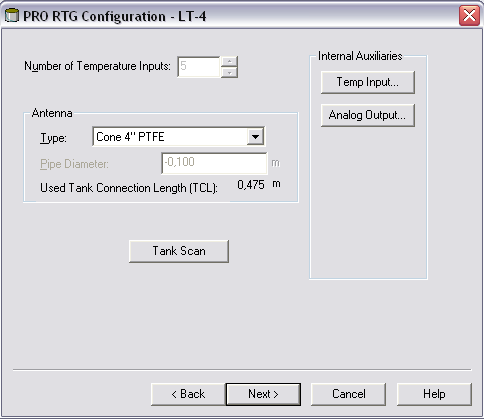 PRO RTG Configuration - LT-4
Number of Temperature Inputs: 5
Internal Auxiliaries
Temp Input...
Analog Output...
Antenna
Type: Cone 4" PTFE
Pipe Diameter: -0,100 m
Used Tank Connection Length (TCL): 0,475 m
Tank Scan
< Back Next > Cancel Help